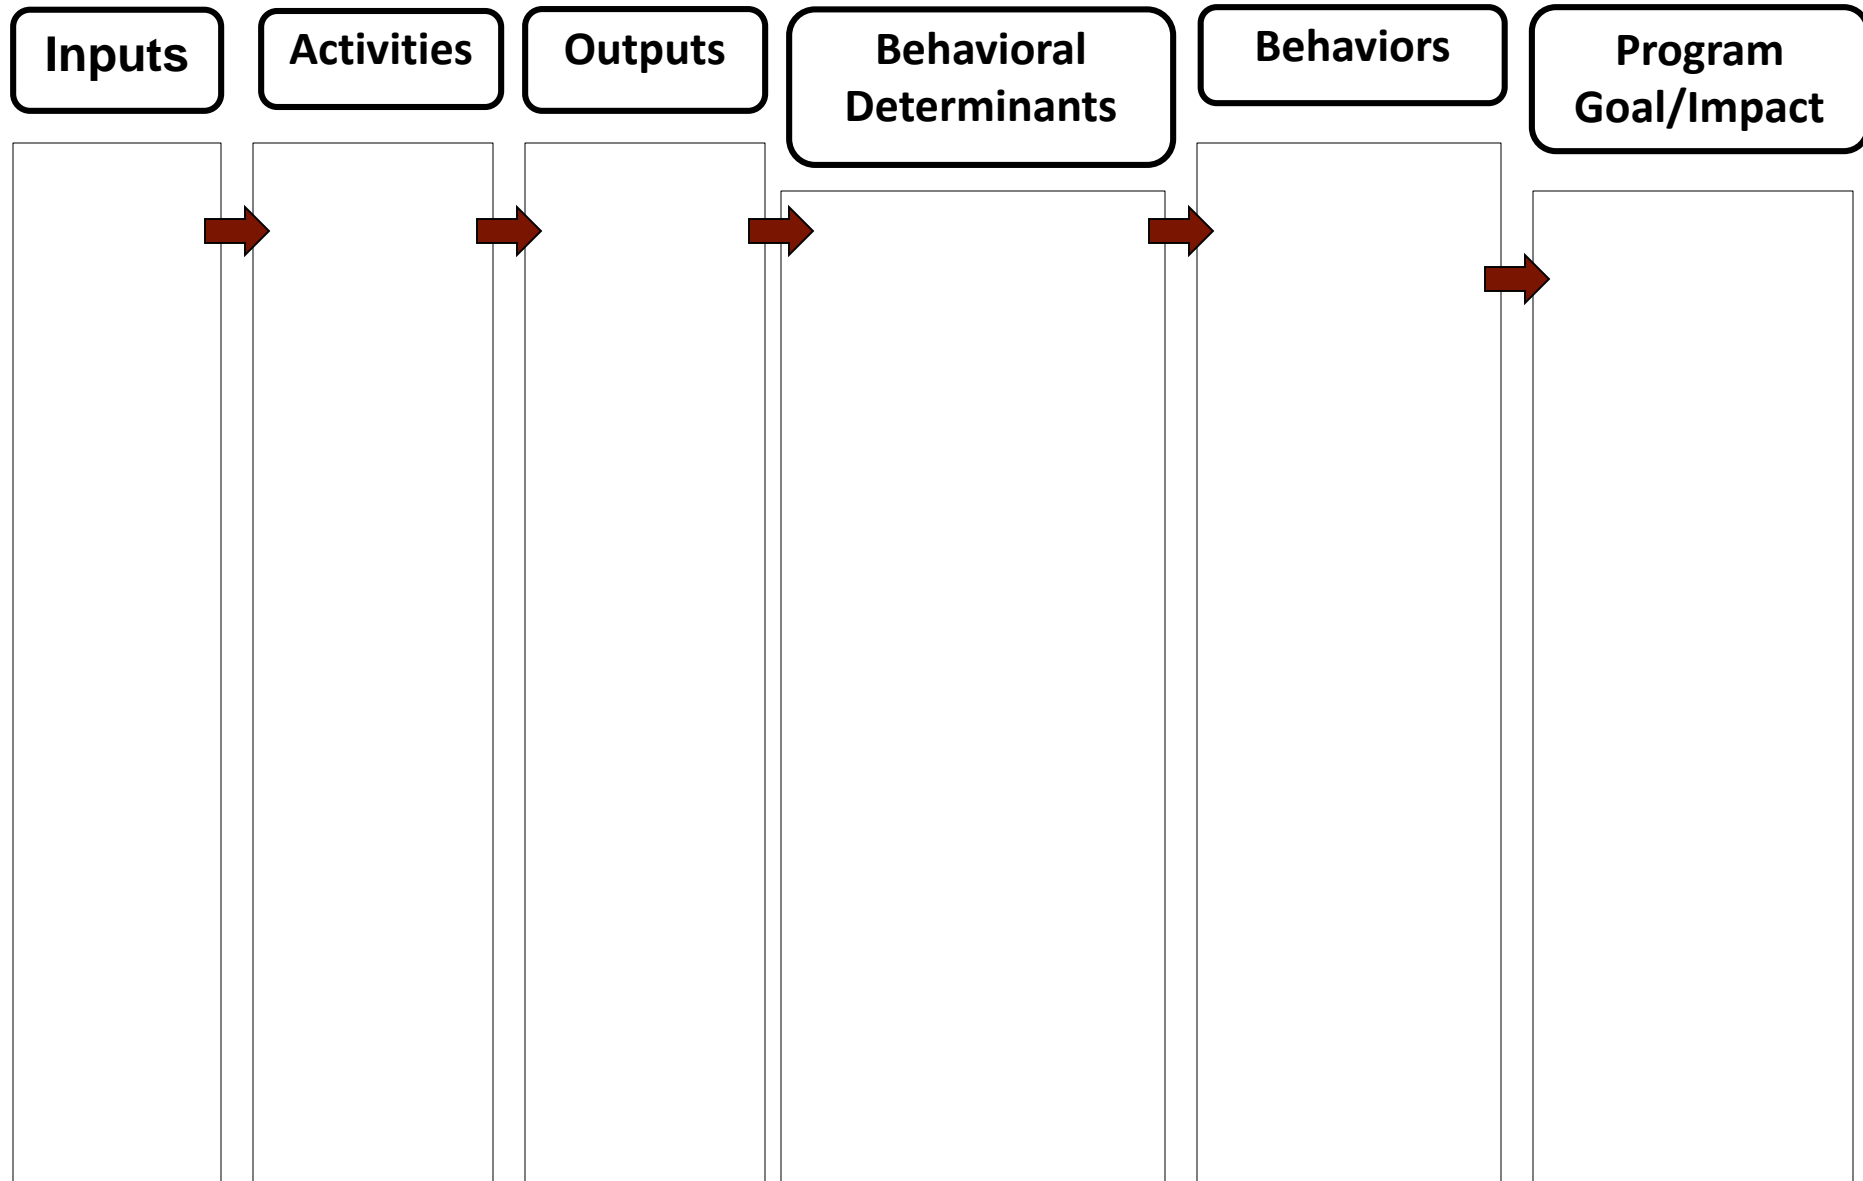 Inputs
Activities
Outputs
Behavioral
Determinants
Behaviors
Program
Goal/Impact